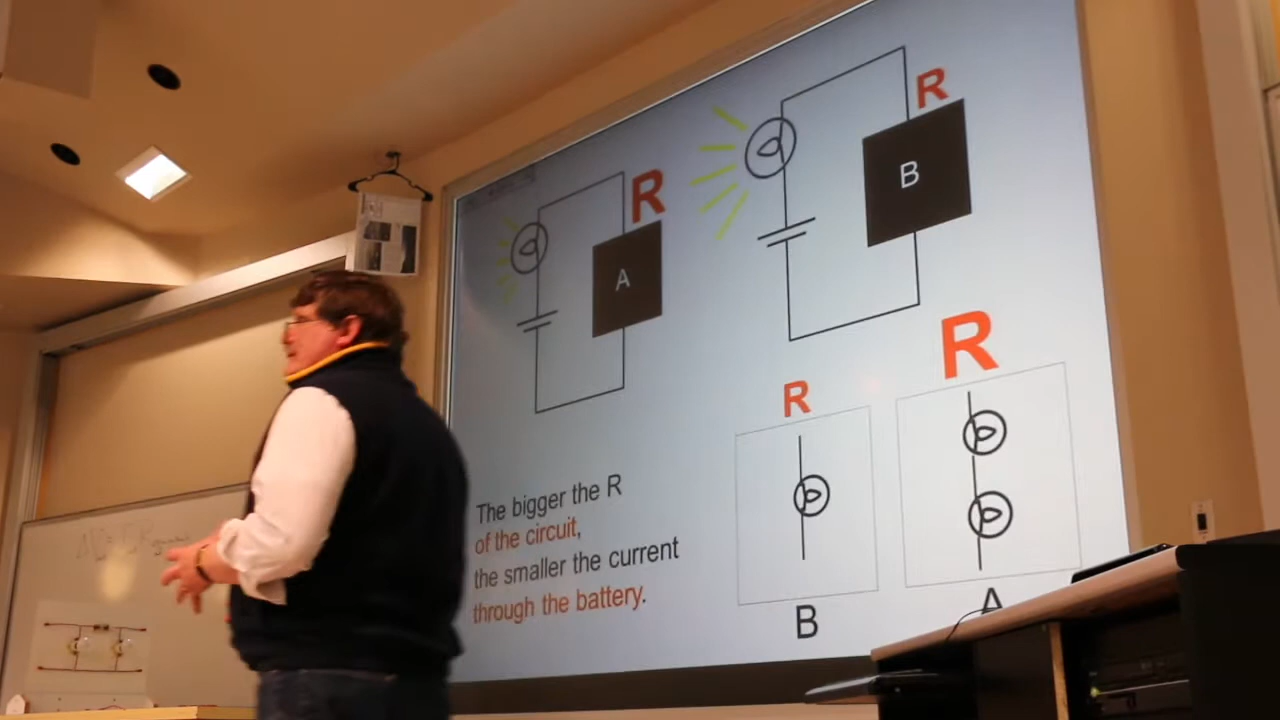 R
A
R
B
The bigger the R
of the circuit,
the smaller the current
through the battery.
R
B
R
A